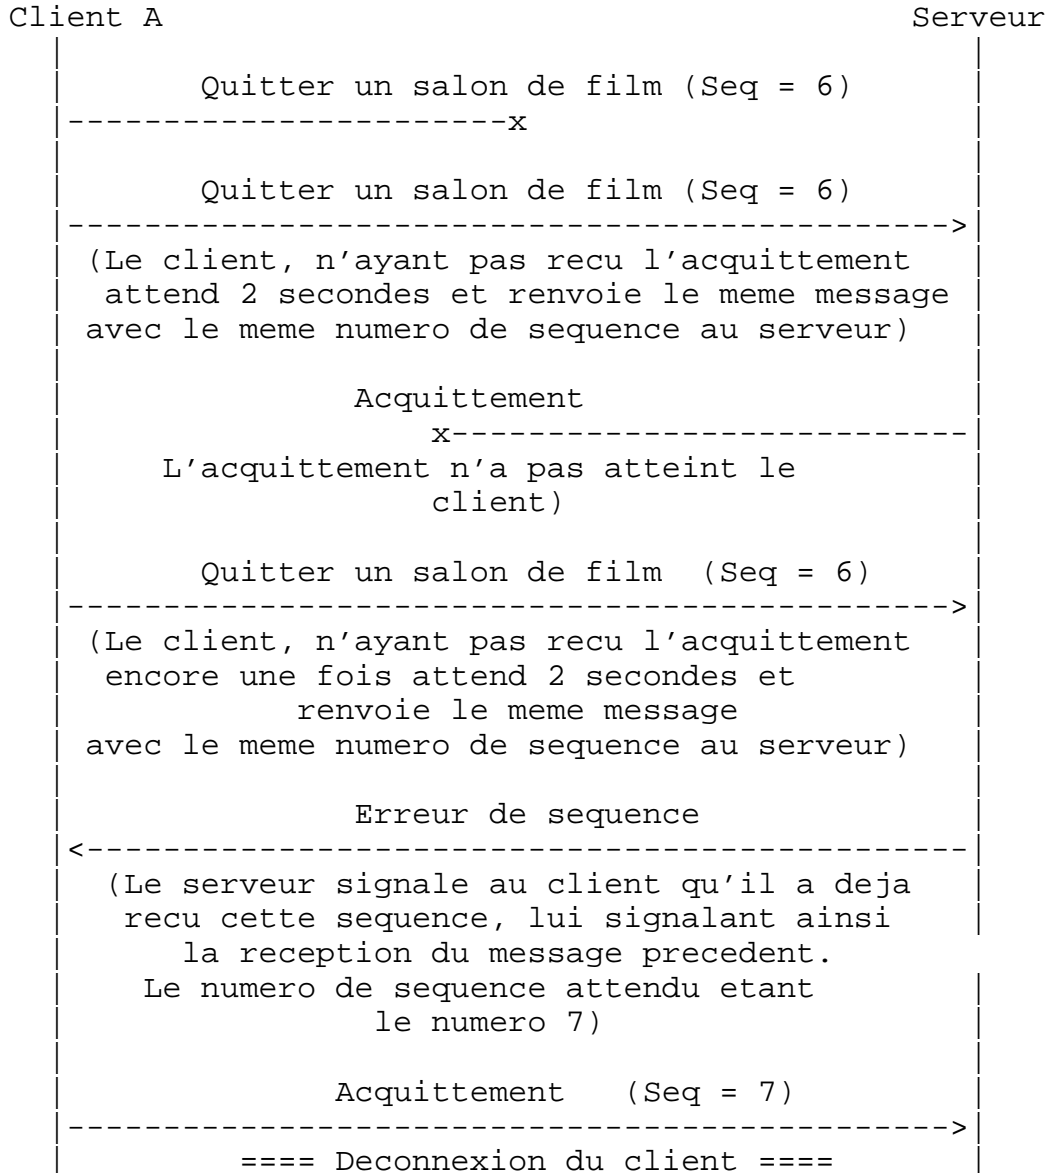 Client A Serveur
Quitter un salon de film (Seq = 6)
|-----------------------x
Quitter un salon de film (Seq = 6)
|---------------------------------------------->|
(Le client, n'ayant pas recu l'acquittement
attend 2 secondes et renvoie le meme message
avec le meme numero de sequence au serveur)
Acquittement
x---------------------------|
L'acquittement n'a pas atteint le
client)
Quitter un salon de film (Seq = 6)
|---------------------------------------------->|
(Le client, n'ayant pas recu l'acquittement
encore une fois attend 2 secondes et
renvoie le meme message
avec le meme numero de sequence au serveur)
Erreur de sequence
|<----------------------------------------------|
(Le serveur signale au client qu'il a deja
recu cette sequence, lui signalant ainsi
la reception du message precedent.
Le numero de sequence attendu etant
le numero 7)
Acquittement (Seq = 7)
|---------------------------------------------->|
==== Deconnexion du client ====